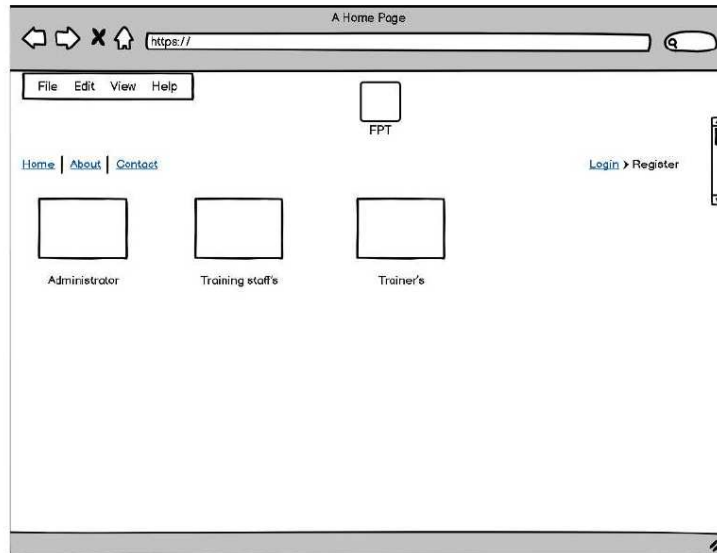 A Home Page
https://
File Edit View Help
FPT
Home About Contact Login > Register
Administrator Training staff's Trainer's